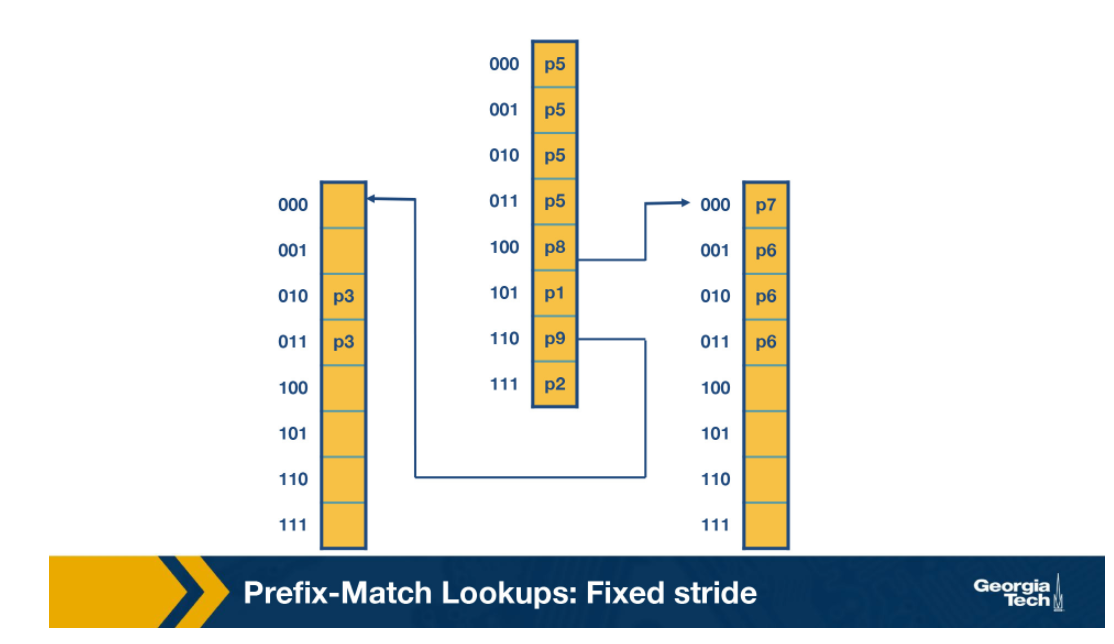 000 p5
001 p5
010 p5
011 p5
100 p8
101 p1
110 p9
111 p2
000
001
010 p3
011 p3
100
101
110
111
000 p7
001 p6
010 p6
011 p6
100
101
110
111
Prefix-Match Lookups: Fixed stride
Georgia
Tech